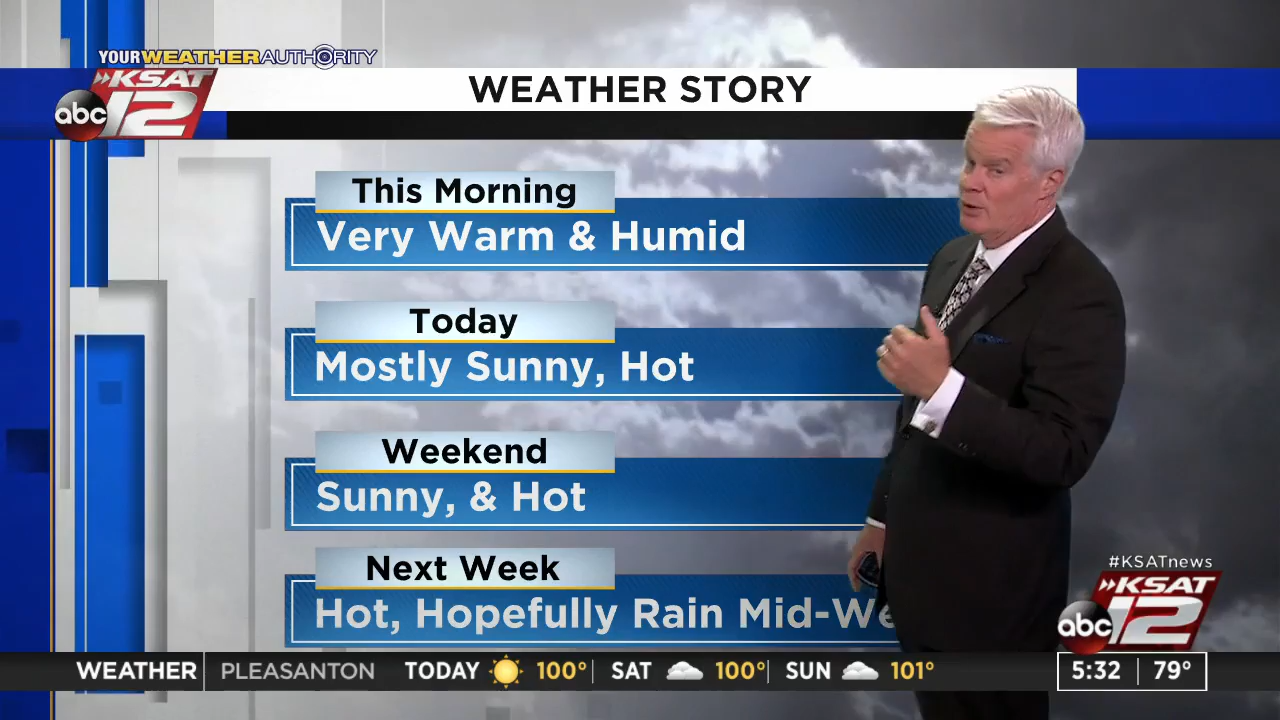 YOUR WEATHER AUTHORITY
KSAT
abc 12
WEATHER STORY
This Morning
Very Warm & Humid
Today
Mostly Sunny, Hot
Weekend
Sunny, & Hot
Next Week
Hot, Hopefully Rain Mid-We
#KSATnews
KSAT
abc 12
WEATHER PLEASANTON TODAY 100° SAT 100° SUN 101° 5:32 79°